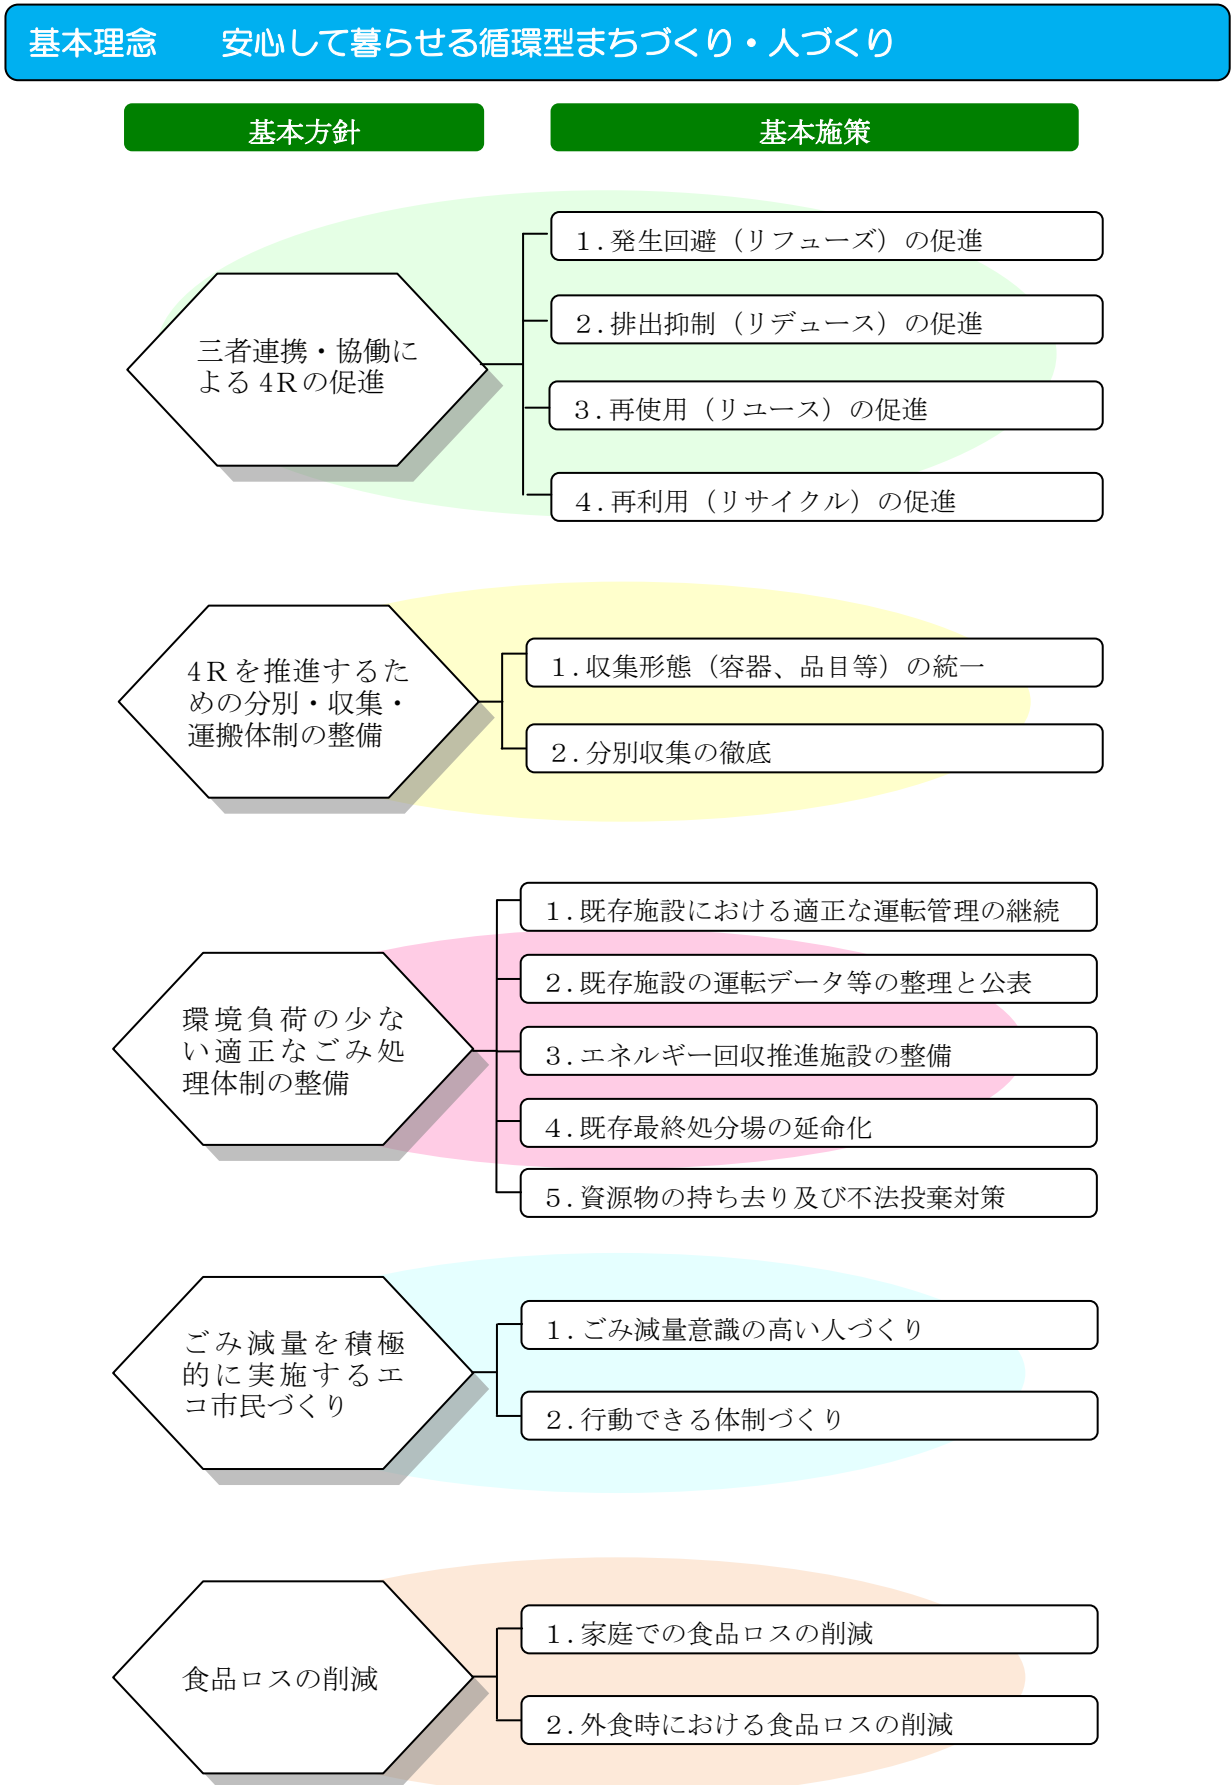 基本理念　　安心して暮らせる循環型まちづくり・人づくり
基本方針
基本施策
三者連携・協働に
よる 4Rの促進
１.発生回避（リフューズ）の促進
２.排出抑制（リデュース）の促進
３.再使用（リユース）の促進
４.再利用（リサイクル）の促進
4Rを推進するた
めの分別・収集・
運搬体制の整備
１.収集形態（容器、品目等）の統一
２.分別収集の徹底
環境負荷の少な
い適正なごみ処
理体制の整備
１.既存施設における適正な運転管理の継続
２.既存施設の運転データ等の整理と公表
３.エネルギー回収推進施設の整備
４.既存最終処分場の延命化
５.資源物の持ち去り及び不法投棄対策
ごみ減量を積極
的に実施するエ
コ市民づくり
１.ごみ減量意識の高い人づくり
２.行動できる体制づくり
食品ロスの削減
１.家庭での食品ロスの削減
２.外食時における食品ロスの削減